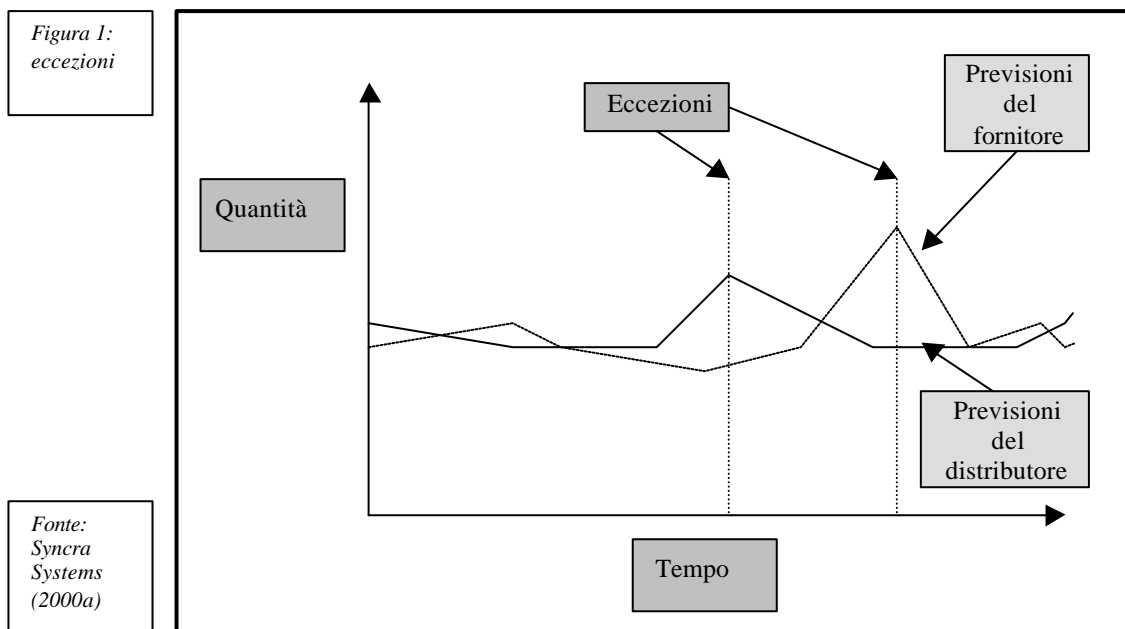 Figura 1:
eccezioni
Eccezioni
Previsioni
del
fornitore
Quantità
Previsioni
del
distributore
Tempo
Fonte:
Syncra
Systems
(2000a)